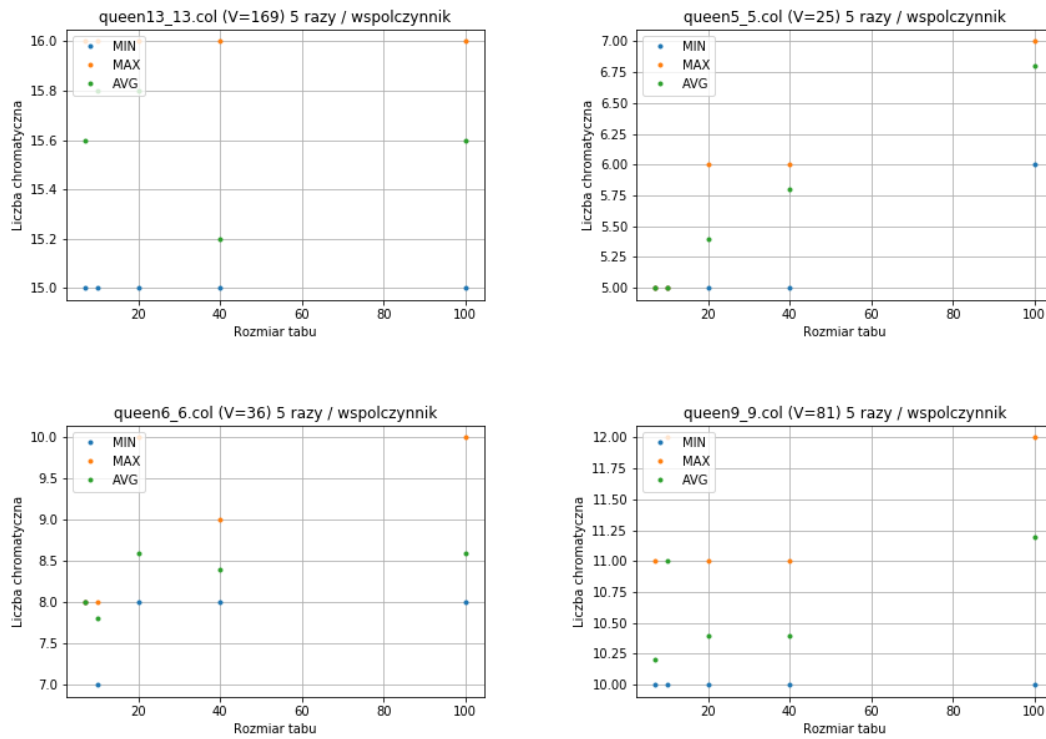 queen13_13.col (V=169) 5 razy / wspolczynnik
16.0
15.8
15.6
15.4
15.2
15.0
Liczba chromatyczna
MIN
MAX
AVG
20 40 60 80 100
Rozmiar tabu
queen5_5.col (V=25) 5 razy / wspolczynnik
7.00
6.75
6.50
6.25
6.00
5.75
5.50
5.25
5.00
Liczba chromatyczna
MIN
MAX
AVG
20 40 60 80 100
Rozmiar tabu
queen6_6.col (V=36) 5 razy / wspolczynnik
10.0
9.5
9.0
8.5
8.0
7.5
7.0
Liczba chromatyczna
MIN
MAX
AVG
20 40 60 80 100
Rozmiar tabu
queen9_9.col (V=81) 5 razy / wspolczynnik
12.00
11.75
11.50
11.25
11.00
10.75
10.50
10.25
10.00
Liczba chromatyczna
MIN
MAX
AVG
20 40 60 80 100
Rozmiar tabu